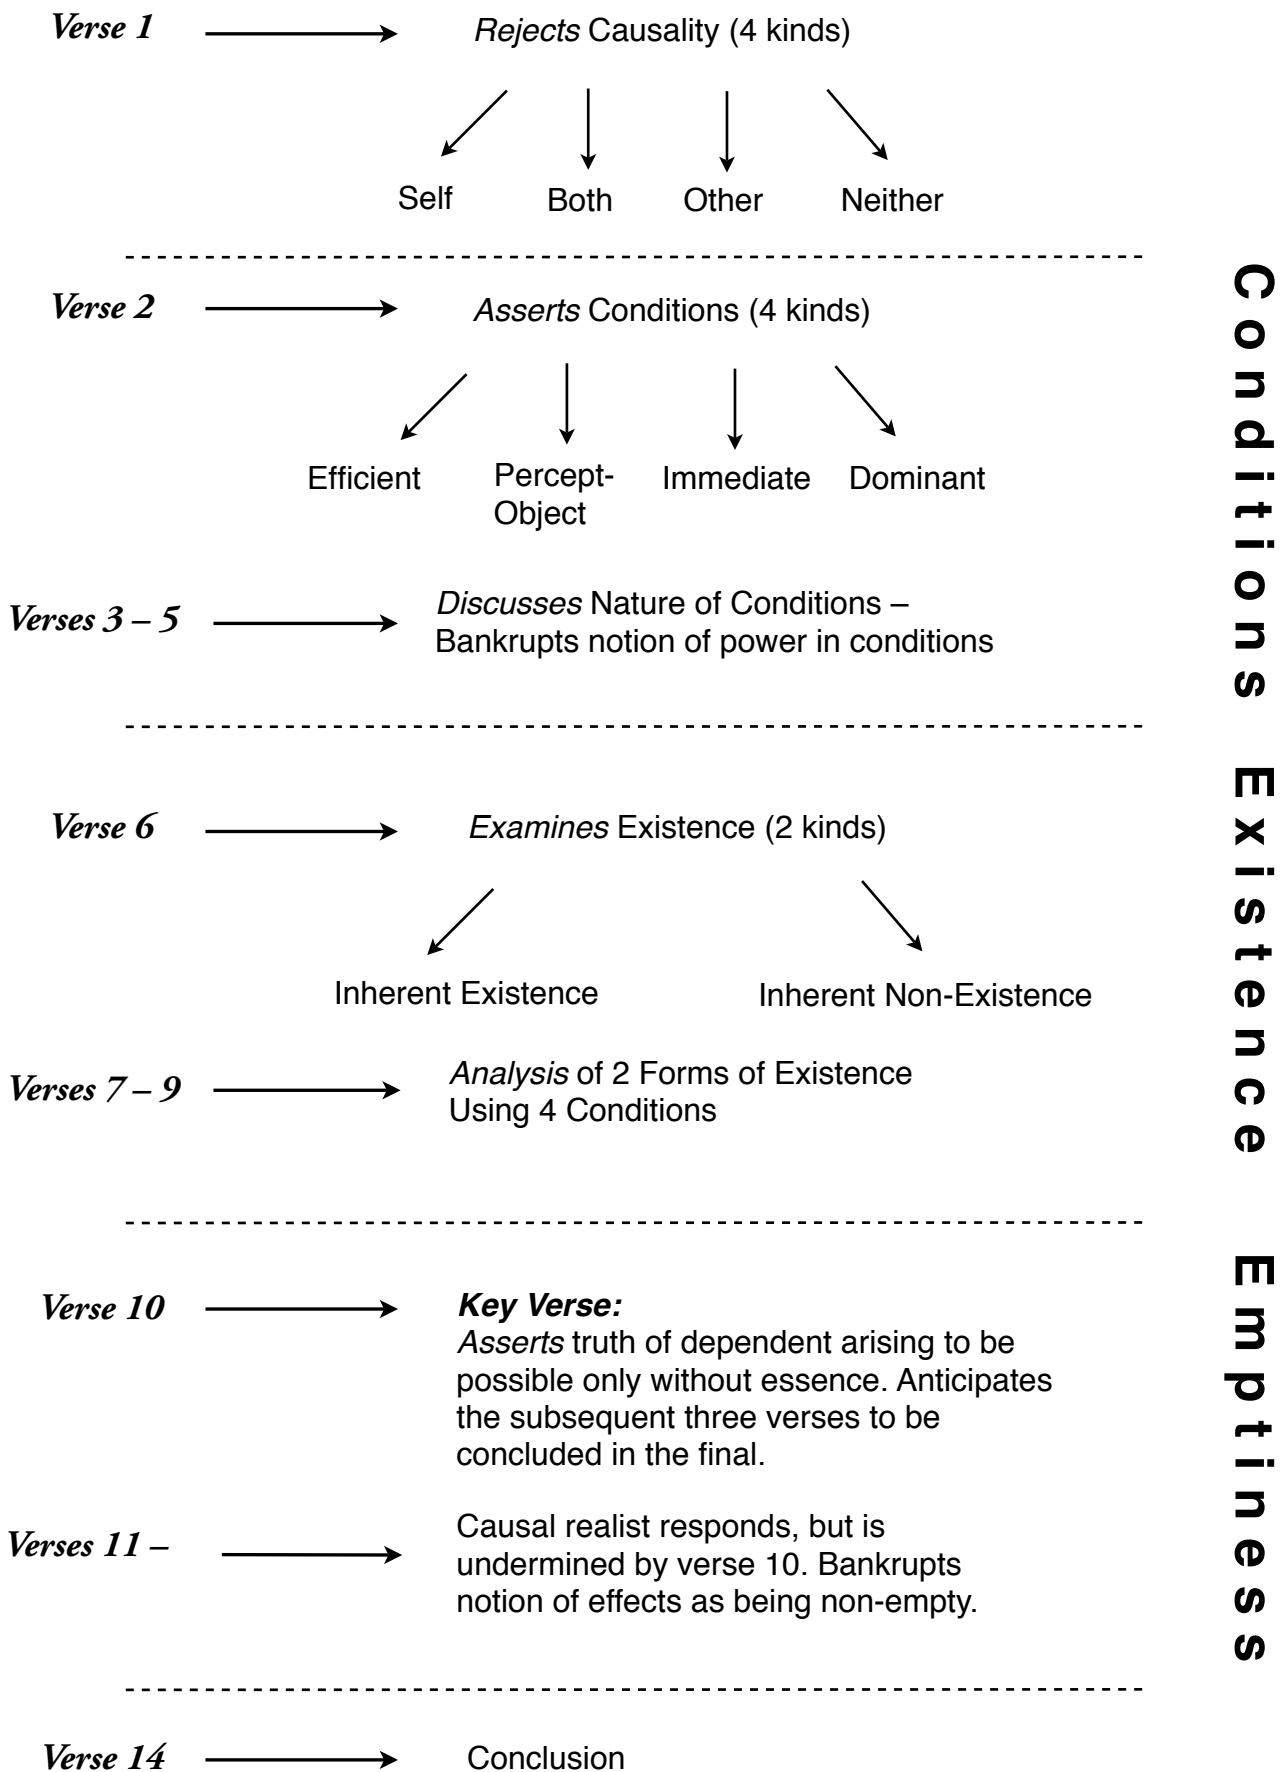 Verse 1
Rejects Causality (4 kinds)
Self
Both
Other
Neither
Verse 2
Asserts Conditions (4 kinds)
Efficient
Percept-
Object
Immediate
Dominant
Verses 3 – 5
Discusses Nature of Conditions –
Bankrupts notion of power in conditions
Conditions
Verse 6
Examines Existence (2 kinds)
Inherent Existence
Inherent Non-Existence
Verses 7 – 9
Analysis of 2 Forms of Existence
Using 4 Conditions
Existence
Verse 10
Key Verse:
Asserts truth of dependent arising to be
possible only without essence. Anticipates
the subsequent three verses to be
concluded in the final.
Verses 11 –
Causal realist responds, but is
undermined by verse 10. Bankrupts
notion of effects as being non-empty.
Emptiness
Verse 14
Conclusion